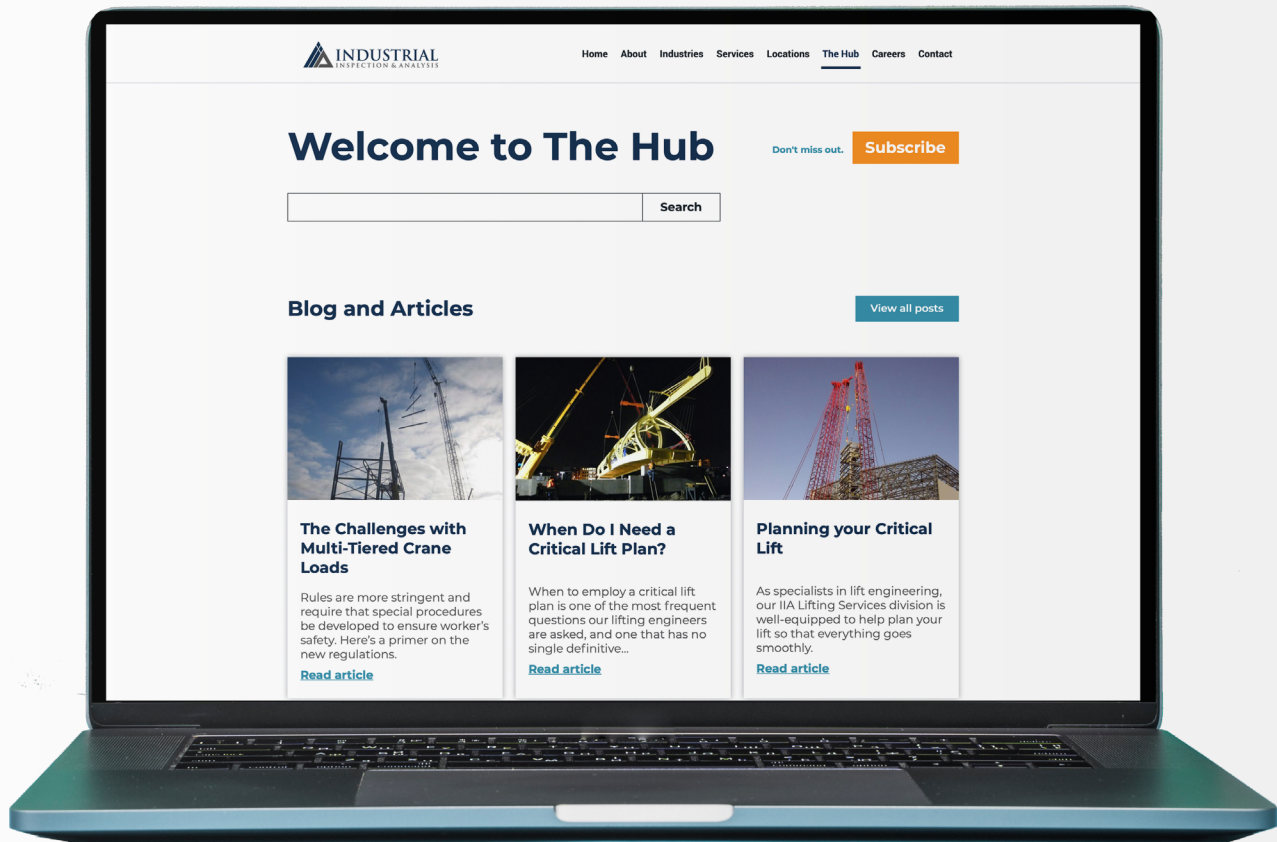 INDUSTRIAL
INSPECTION & ANALYSIS
Home About Industries Services Locations The Hub Careers Contact
Welcome to The Hub
Don't miss out.
Subscribe
Search
Blog and Articles
View all posts
The Challenges with
Multi-Tiered Crane
Loads
Rules are more stringent and
require that special procedures
be developed to ensure worker's
safety. Here's a primer on the
new regulations.
Read article
When Do I Need a
Critical Lift Plan?
When to employ a critical lift
plan is one of the most frequent
questions our lifting engineers
are asked, and one that has no
single definitive...
Read article
Planning your Critical
Lift
As specialists in lift engineering,
our IIA Lifting Services division is
well-equipped to help plan your
lift so that everything goes
smoothly.
Read article